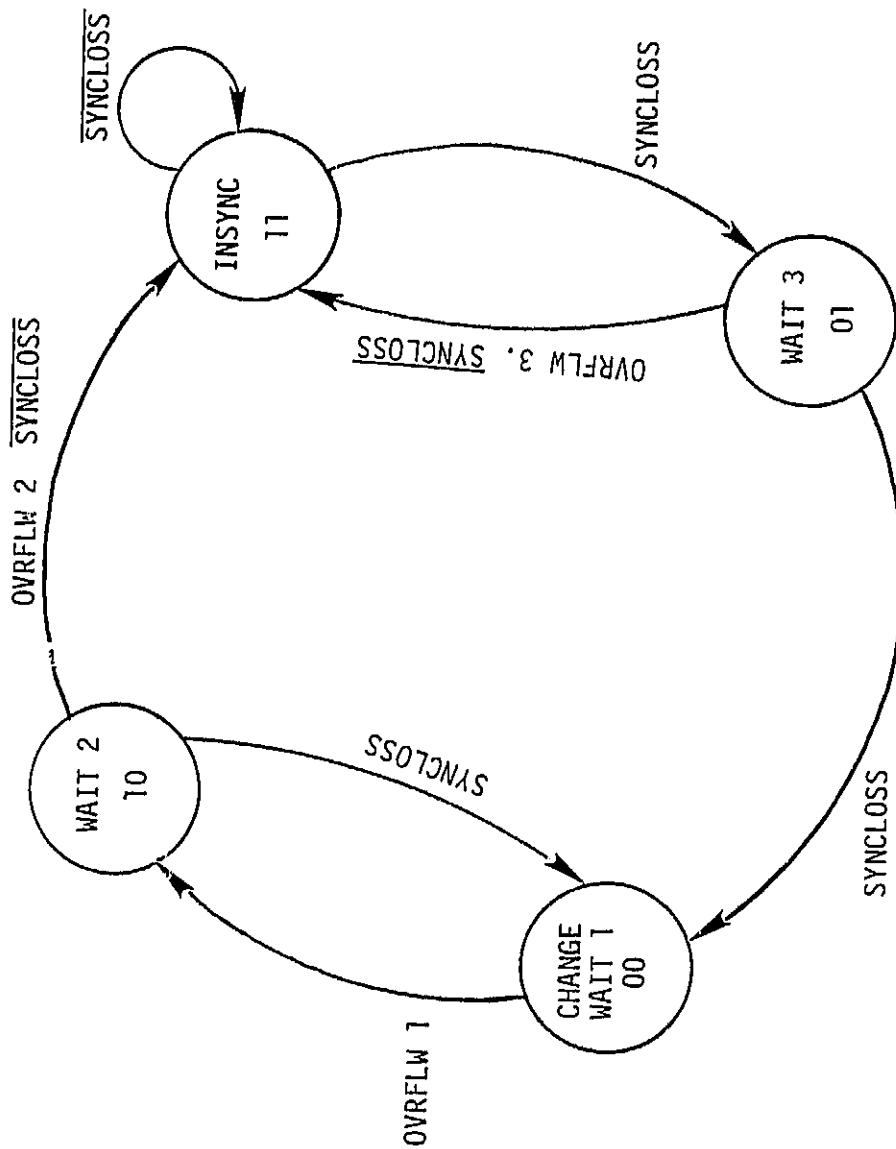 OVRFLW 2 SYNCLOSS
SYNCLOSS
WAIT 2
10
INSYNC
11
SYNCLOSS
OVRFLW 3. SYNCLOSS
SYNCLOSS
OVRFLW 1
CHANGE
WAIT 1
00
WAIT 3
01
SYNCLOSS